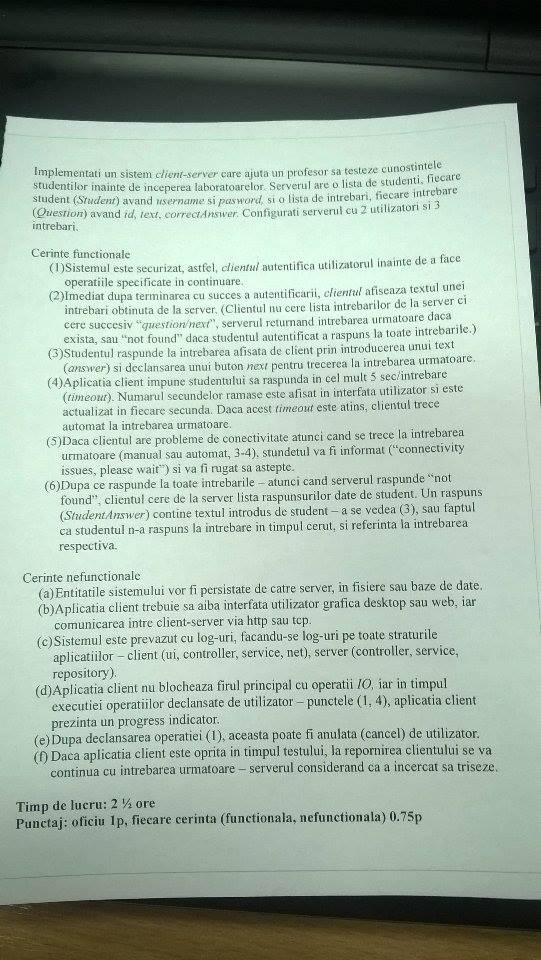 Implementati un sistem client-server care ajuta un profesor sa testeze cunostintele
studentilor inainte de inceperea laboratoarelor. Serverul are o lista de studenti, fiecare
student (Student) avand username si pasword, si o lista de intrebari, fiecare intrebare
(Question) avand id, text, correctAnswer. Configurati serverul cu 2 utilizatori si 3
intrebari.
Cerinte functionale
(1)Sistemul este securizat, astfel, clientul autentifica utilizatorul inainte de a face
operatiile specificate in continuare.
(2)Imediat dupa terminarea cu succes a autentificarii, clientul afiseaza textul unei
intrebari obtinuta de la server. (Clientul nu cere lista intrebarilor de la server ci
cere succesiv "question/next", serverul returnand intrebarea urmatoare daca
exista, sau "not found" daca studentul autentificat a raspuns la toate intrebarile.)
(3)Studentul raspunde la intrebarea afisata de client prin introducerea unui text
(answer) si declansarea unui buton next pentru trecerea la intrebarea urmatoare.
(4)Aplicatia client impune studentului sa raspunda in cel mult 5 sec/intrebare
(timeout). Numarul secundelor ramase este afisat in interfata utilizator si este
actualizat in fiecare secunda. Daca acest timeout este atins, clientul trece
automat la intrebarea urmatoare.
(5)Daca clientul are probleme de conectivitate atunci cand se trece la intrebarea
urmatoare (manual sau automat, 3-4), stundetul va fi informat ("connectivity
issues, please wait") si va fi rugat sa astepte.
(6)Dupa ce raspunde la toate intrebarile – atunci cand serverul raspunde "not
found", clientul cere de la server lista raspunsurilor date de student. Un raspuns
(StudentAnswer) contine textul introdus de student – a se vedea (3), sau faptul
ca studentul n-a raspuns la intrebare in timpul cerut, si referinta la intrebarea
respectiva.
Cerinte nefunctionale
(a)Entitatile sistemului vor fi persistate de catre server, in fisiere sau baze de date.
(b)Aplicatia client trebuie sa aiba interfata utilizator grafica desktop sau web, iar
comunicarea intre client-server via http sau tcp.
(c)Sistemul este prevazut cu log-uri, facandu-se log-uri pe toate straturile
aplicatiilor – client (ui, controller, service, net), server (controller, service,
repository).
(d)Aplicatia client nu blocheaza firul principal cu operatii IO, iar in timpul
executiei operatiilor declansate de utilizator – punctele (1, 4), aplicatia client
prezinta un progress indicator.
(e)Dupa declansarea operatiei (1), aceasta poate fi anulata (cancel) de utilizator.
(f) Daca aplicatia client este oprita in timpul testului, la repornirea clientului se va
continua cu intrebarea urmatoare – serverul considerand ca a incercat sa triseze.
Timp de lucru: 2 ½ ore
Punctaj: oficiu 1p, fiecare cerinta (functionala, nefunctionala) 0.75p